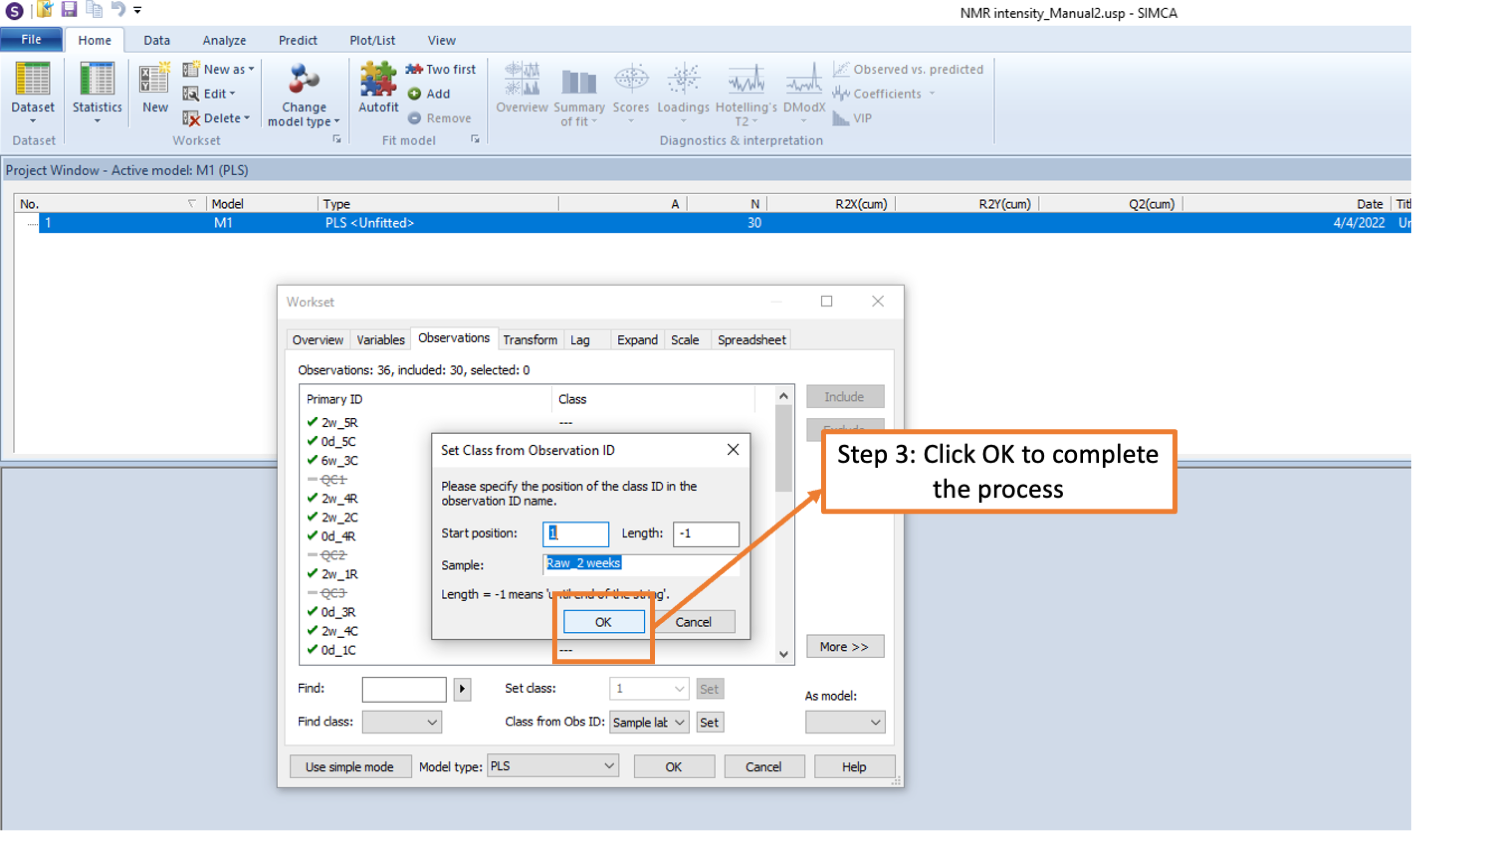 S
NMR intensity_Manual2.usp - SIMCA
File Home Data Analyze Predict Plot/List View
Dataset
Statistics
New
New as
Edit
Delete
Change
model type
Autofit
Two first
Add
Remove
Overview
Summary
of fit
Scores
Loadings
Hotelling's
T2
DModX
Observed vs. predicted
Coefficients
VIP
Dataset Workset Fit model Diagnostics & interpretation
Project Window - Active model: M1 (PLS)
No. Model Type A N R2X(cum) R2Y(cum) Q2(cum) Date
1 M1 PLS <Unfitted> 30 4/4/2022
Workset
Overview Variables Observations Transform Lag Expand Scale Spreadsheet
Observations: 36, included: 30, selected: 0
Primary ID Class
2w_5R ---
0d_5C
6w_3C
QC1
2w_4R
2w_2C
0d_4R
QC2
2w_1R
QC3
0d_3R
2w_4C
0d_1C ---
Include
Set Class from Observation ID
Please specify the position of the class ID in the
observation ID name.
Start position: 1 Length: -1
Sample: Raw_2 weeks
Length = -1 means 'until end of the string'.
OK Cancel
Step 3: Click OK to complete
the process
More >>
Find: Set class: 1 Set
As model:
Find class: Class from Obs ID: Sample lab Set
Use simple mode Model type: PLS OK Cancel Help